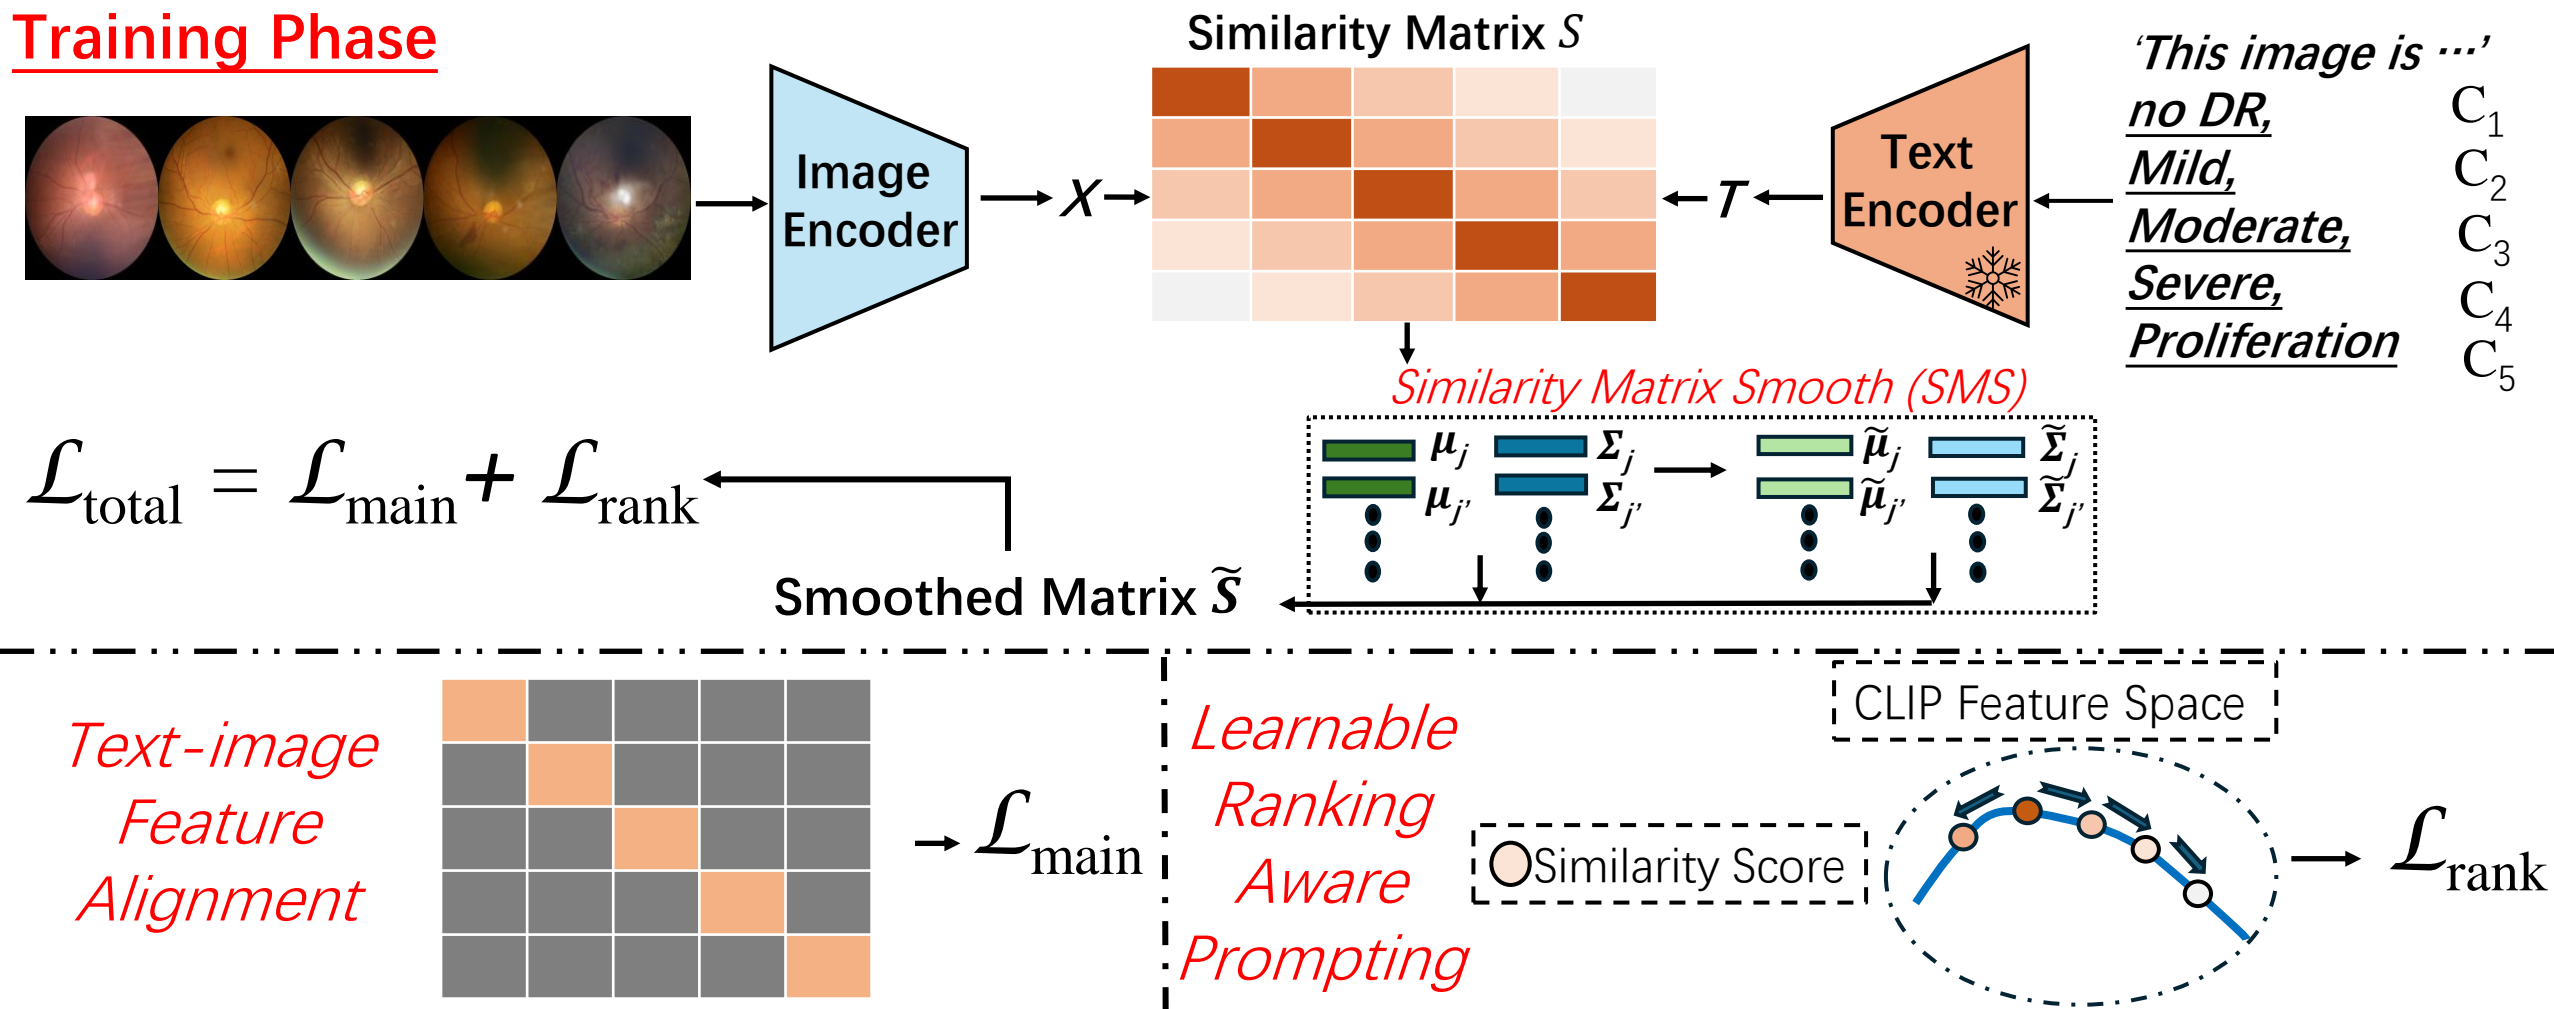 Training Phase
Similarity Matrix S
Image
Encoder
X
T
Text
Encoder
‘This image is ···’
no DR, C1
Mild, C2
Moderate, C3
Severe, C4
Proliferation C5
Similarity Matrix Smooth (SMS)
μj Σj μ̃j Σ̃j
μj' Σj' μ̃j' Σ̃j'
ℒtotal = ℒmain + ℒrank
Smoothed Matrix S̃
Text-image
Feature
Alignment
ℒmain
Learnable
Ranking
Aware
Prompting
CLIP Feature Space
Similarity Score
ℒrank